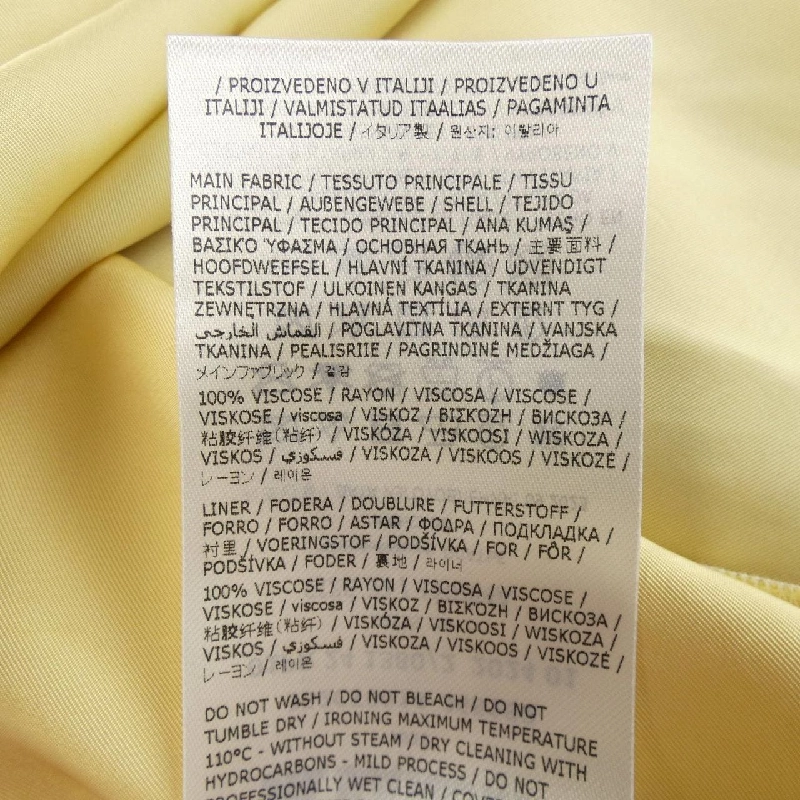 / PROIZVEDENO V ITALIJI / PROIZVEDENO U
ITALIJI / VALMISTATUD ITAALIAS / PAGAMINTA
ITALIJOJE / イタリア製 / 원산지: 이탈리아
MAIN FABRIC / TESSUTO PRINCIPALE / TISSU
PRINCIPAL / AUßENGEWEBE / SHELL / TEJIDO
PRINCIPAL / TECIDO PRINCIPAL / ANA KUMAŞ /
ΒΑΣΙΚΌ ΎΦΑΣΜΑ / ОСНОВНАЯ ТКАНЬ / 主要面料 /
HOOFDWEEFSEL / HLAVNÍ TKANINA / UDVENDIGT
TEKSTILSTOF / ULKOINEN KANGAS / TKANINA
ZEWNĘTRZNA / HLAVNÁ TEXTÍLIA / EXTERNT TYG /
القماش الخارجي / POGLAVITNA TKANINA / VANJSKA
TKANINA / PEALISRIIE / PAGRINDINĖ MEDŽIAGA /
メインファブリック / 겉감
100% VISCOSE / RAYON / VISCOSA / VISCOSE /
VISKOSE / viscosa / VISKOZ / ΒΙΣΚΌΖΗ / ВИСКОЗА /
粘胶纤维(粘纤) / VISKÓZA / VISKOOSI / WISKOZA /
VISKOS / فسكوزي / VISKOZA / VISKOOS / VISKOZĖ /
レーヨン / 레이온
LINER / FODERA / DOUBLURE / FUTTERSTOFF /
FORRO / FORRO / ASTAR / ΦΟΔΡΑ / ПОДКЛАДКА /
衬里 / VOERINGSTOF / PODŠÍVKA / FOR / FÔR /
PODŠÍVKA / FODER / 裏地 / 라이너
100% VISCOSE / RAYON / VISCOSA / VISCOSE /
VISKOSE / viscosa / VISKOZ / ΒΙΣΚΌΖΗ / ВИСКОЗА /
粘胶纤维(粘纤) / VISKÓZA / VISKOOSI / WISKOZA /
VISKOS / فسكوزي / VISKOZA / VISKOOS / VISKOZĖ /
レーヨン / 레이온
DO NOT WASH / DO NOT BLEACH / DO NOT
TUMBLE DRY / IRONING MAXIMUM TEMPERATURE
110°C - WITHOUT STEAM / DRY CLEANING WITH
HYDROCARBONS - MILD PROCESS / DO NOT
PROFESSIONALLY WET CLEAN /